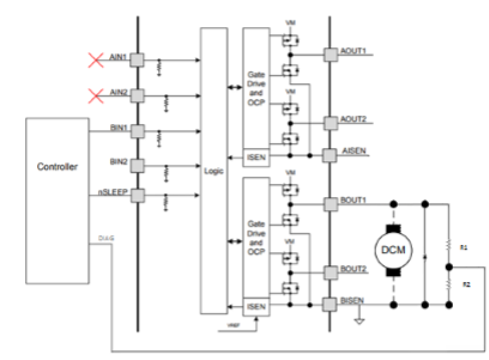 VM
AIN1
AOUT1
Gate
Drive
and
OCP
VM
AIN2
AOUT2
BIN1
Controller
BIN2
Logic
ISEN
AISEN
VM
nSLEEP
BOUT1
Gate
Drive
and
OCP
VM
DIAG
DCM
R1
BOUT2
R2
ISEN
BISEN
VREF